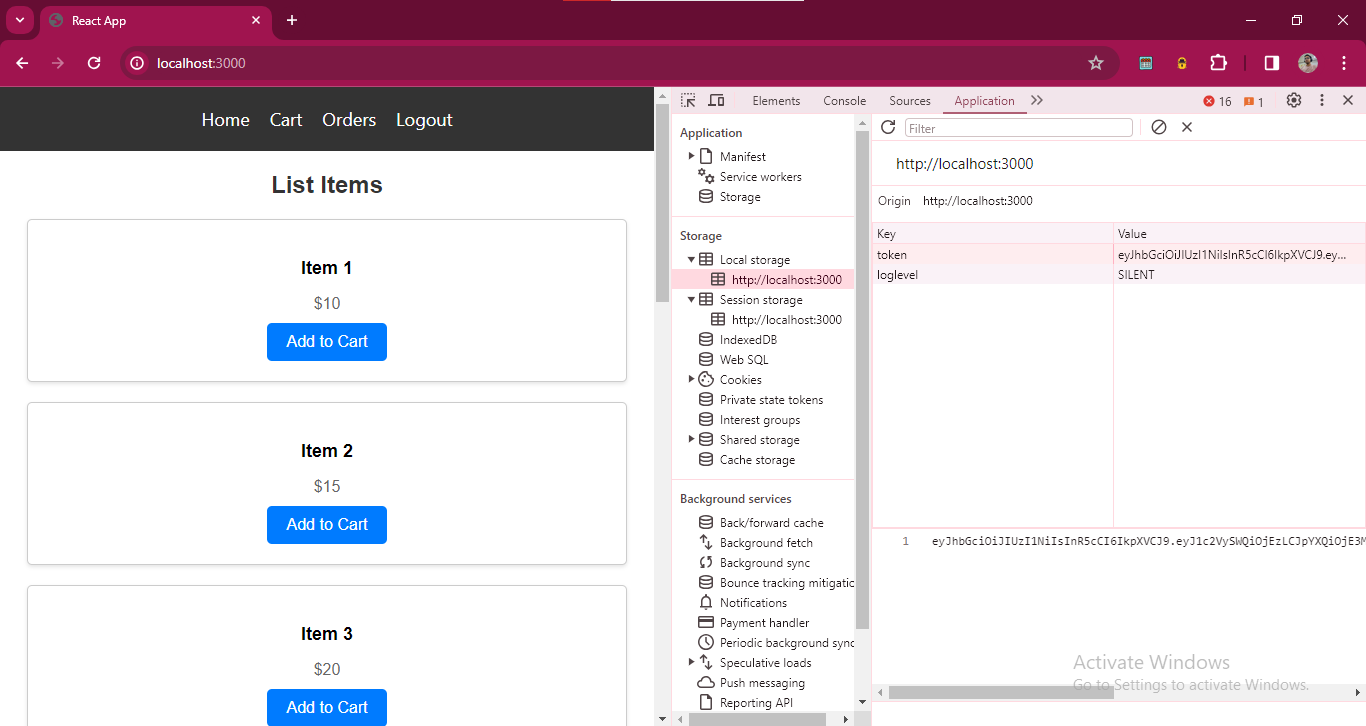 React App
localhost:3000
Home Cart Orders Logout
List Items
Item 1
$10
Add to Cart
Item 2
$15
Add to Cart
Item 3
$20
Add to Cart
Elements Console Sources Application 16 1
Application
Manifest
Service workers
Storage
Storage
Local storage
http://localhost:3000
Session storage
http://localhost:3000
IndexedDB
Web SQL
Cookies
Private state tokens
Interest groups
Shared storage
Cache storage
Background services
Back/forward cache
Background fetch
Background sync
Bounce tracking mitigatic
Notifications
Payment handler
Periodic background sync
Speculative loads
Push messaging
Reporting API
Filter
http://localhost:3000
Origin http://localhost:3000
Key Value
token eyJhbGciOiJIUzI1NiIsInR5cCI6IkpXVCJ9.ey...
loglevel SILENT
1 eyJhbGciOiJIUzI1NiIsInR5cCI6IkpXVCJ9.eyJ1c2VySWQiOjEzLCJpYXQiOjE3M
Activate Windows
Go to Settings to activate Windows.